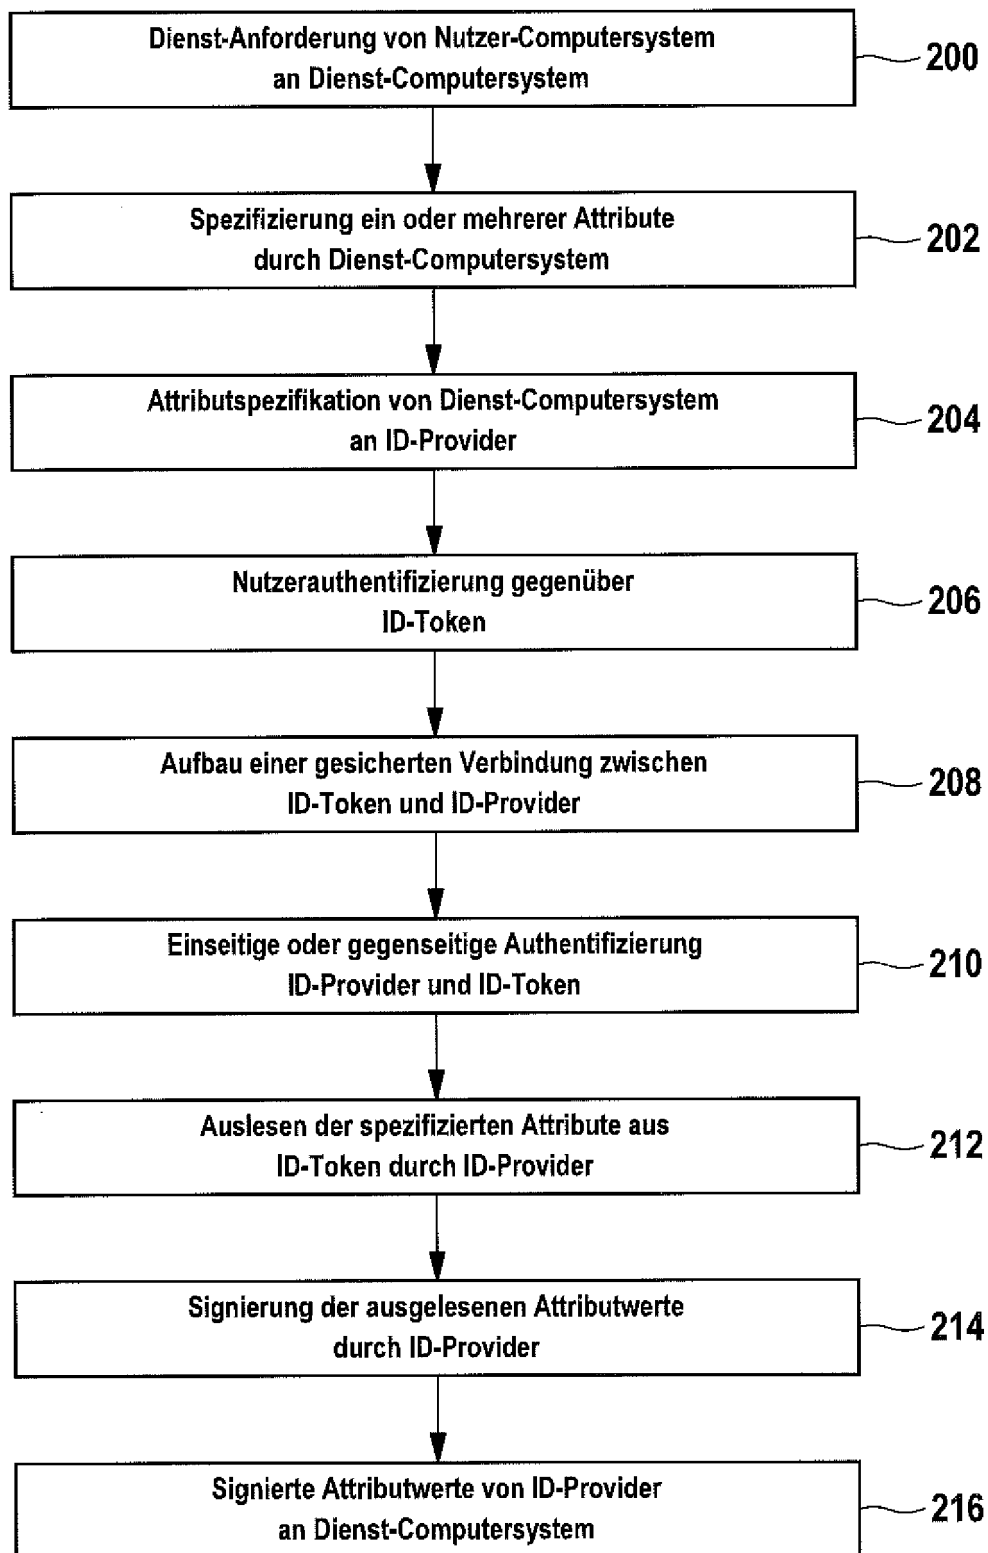 Dienst-Anforderung von Nutzer-Computersystem
an Dienst-Computersystem
200
Spezifizierung ein oder mehrerer Attribute
durch Dienst-Computersystem
202
Attributspezifikation von Dienst-Computersystem
an ID-Provider
204
Nutzerauthentifizierung gegenüber
ID-Token
206
Aufbau einer gesicherten Verbindung zwischen
ID-Token und ID-Provider
208
Einseitige oder gegenseitige Authentifizierung
ID-Provider und ID-Token
210
Auslesen der spezifizierten Attribute aus
ID-Token durch ID-Provider
212
Signierung der ausgelesenen Attributwerte
durch ID-Provider
214
Signierte Attributwerte von ID-Provider
an Dienst-Computersystem
216